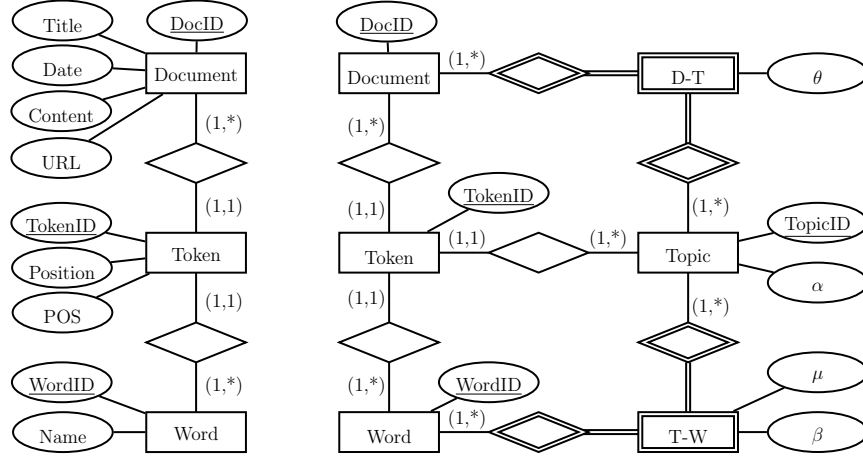 Title
DocID
Date
Document
Content
URL
(1,*)
(1,1)
TokenID
Position
Token
POS
(1,1)
(1,*)
WordID
Name
Word
DocID
Document
(1,*)
D-T
θ
(1,*)
(1,1)
TokenID
(1,*)
Token
(1,1)
(1,*)
Topic
TopicID
α
(1,1)
(1,*)
(1,*)
WordID
Word
(1,*)
T-W
μ
β